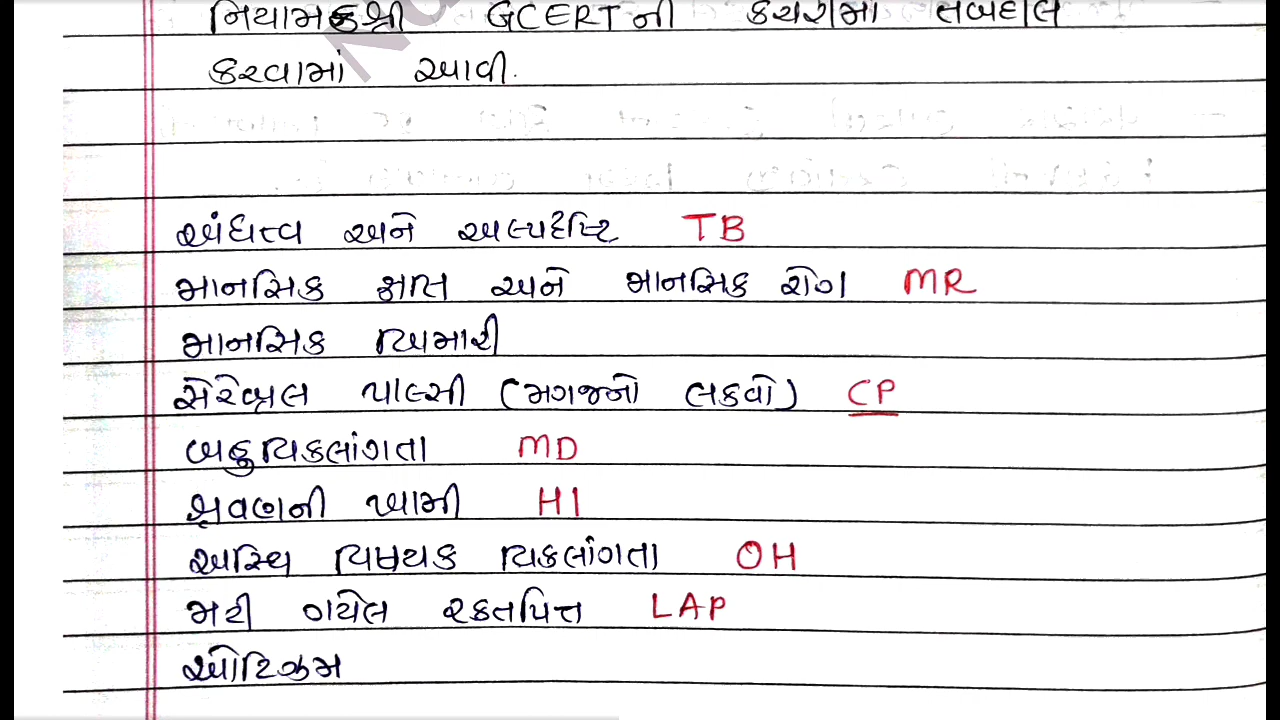 નિયામકશ્રી GCERT ની કચેરીમાં તબદીલ
કરવામાં આવી.
અંધત્વ અને અલ્પદૃષ્ટિ TB
માનસિક ક્ષતિ અને માનસિક રોગ MR
માનસિક બિમારી
સેરેબ્રલ પાલ્સી (મગજનો લકવો) CP
બહુવિકલાંગતા MD
શ્રવણની ખામી HI
અસ્થિ વિષયક વિકલાંગતા OH
મટી ગયેલ રક્તપિત્ત LAP
ઓટિઝમ